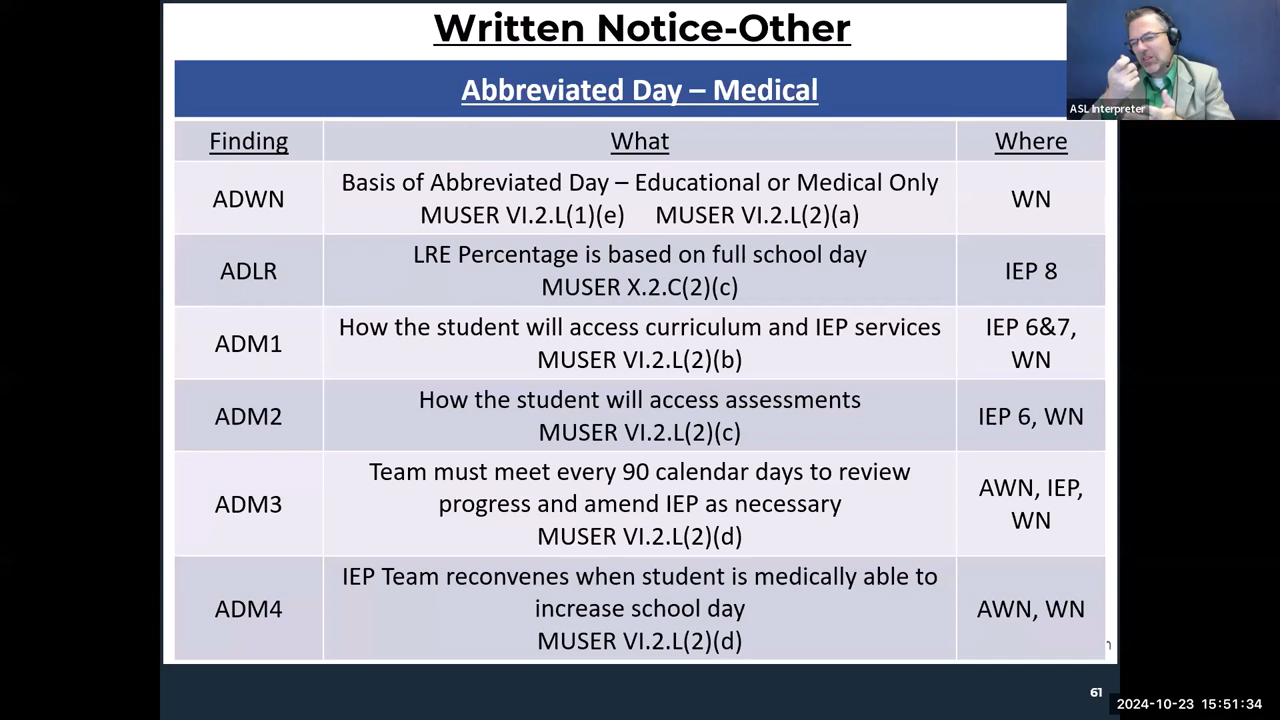 Written Notice-Other
Abbreviated Day – Medical
ASL Interpreter
Finding What Where
ADWN
Basis of Abbreviated Day – Educational or Medical Only
MUSER VI.2.L(1)(e) MUSER VI.2.L(2)(a)
WN
ADLR
LRE Percentage is based on full school day
MUSER X.2.C(2)(c)
IEP 8
ADM1
How the student will access curriculum and IEP services
MUSER VI.2.L(2)(b)
IEP 6&7,
WN
ADM2
How the student will access assessments
MUSER VI.2.L(2)(c)
IEP 6, WN
ADM3
Team must meet every 90 calendar days to review
progress and amend IEP as necessary
MUSER VI.2.L(2)(d)
AWN, IEP,
WN
ADM4
IEP Team reconvenes when student is medically able to
increase school day
MUSER VI.2.L(2)(d)
AWN, WN
61
2024-10-23 15:51:34